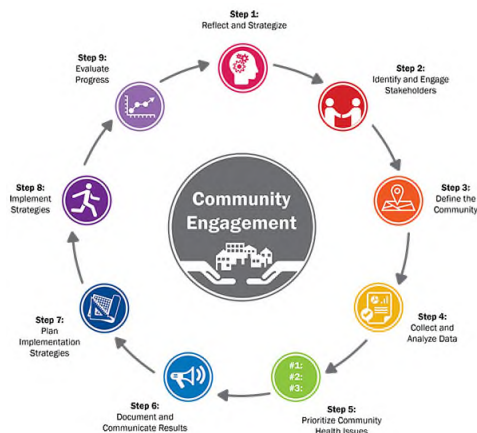 Step 1:
Reflect and Strategize
Step 2:
Identify and Engage
Stakeholders
Step 3:
Define the
Community
Step 4:
Collect and
Analyze Data
#1:
#2:
#3:
Step 5:
Prioritize Community
Health Issues
Step 6:
Document and
Communicate Results
Step 7:
Plan
Implementation
Strategies
Step 8:
Implement
Strategies
Step 9:
Evaluate
Progress
Community
Engagement